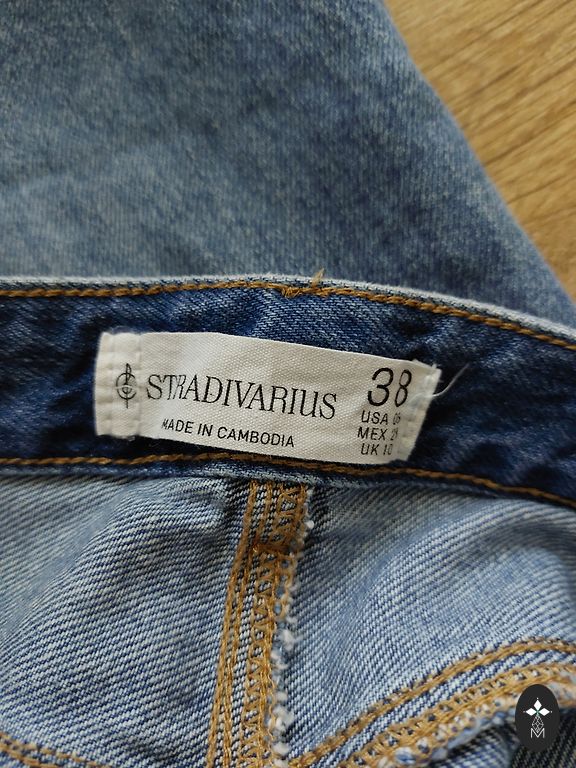 STRADIVARIUS
MADE IN CAMBODIA
38
USA
MEX
UK 10